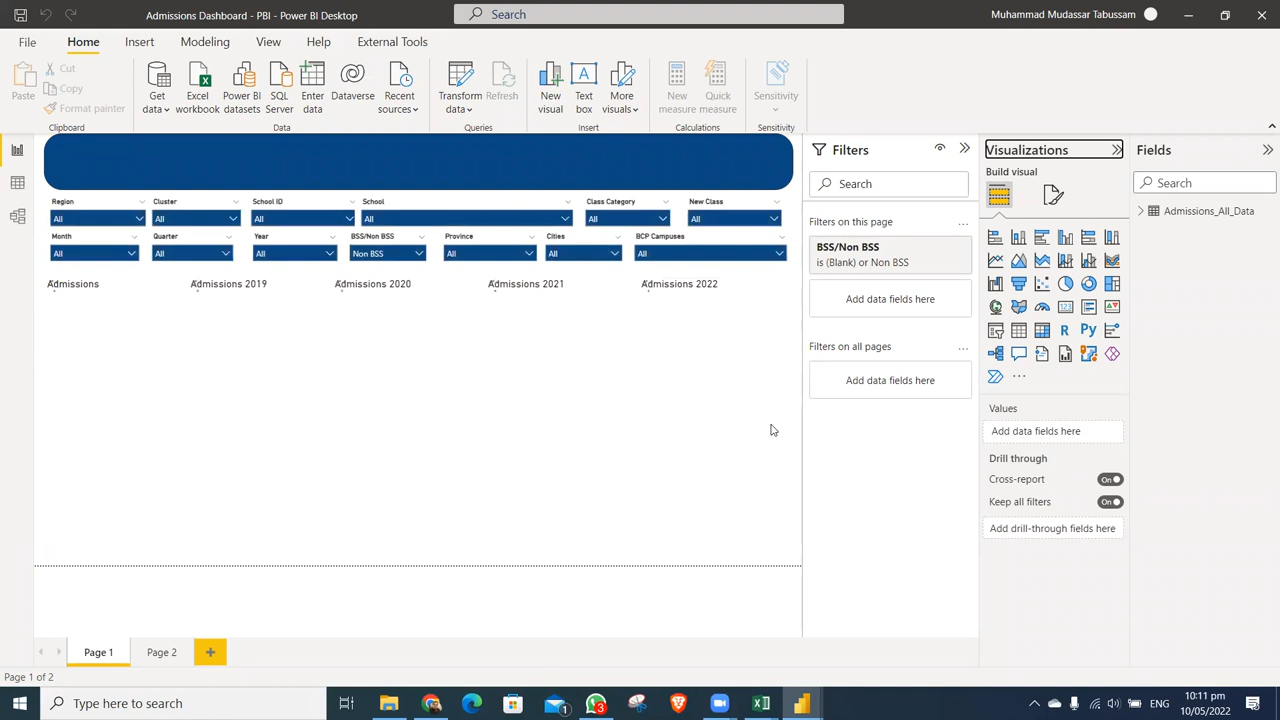 Admissions Dashboard - PBI - Power BI Desktop
Search
Muhammad Mudassar Tabussam
File Home Insert Modeling View Help External Tools
Paste
Cut
Copy
Format painter
Clipboard
Get data
Excel workbook
Power BI datasets
SQL Server
Enter data
Dataverse
Recent sources
Data
Transform data
Refresh
Queries
New visual
Text box
More visuals
Insert
New measure
Quick measure
Calculations
Sensitivity
Sensitivity
Region Cluster School ID School Class Category New Class
All All All All All All
Month Quarter Year BSS/Non BSS Province Cities BCP Campuses
All All All Non BSS All All All
Admissions Admissions 2019 Admissions 2020 Admissions 2021 Admissions 2022
Filters
Search
Filters on this page ...
BSS/Non BSS
is (Blank) or Non BSS
Add data fields here
Filters on all pages ...
Add data fields here
Visualizations
Build visual
123
R Py
...
Values
Add data fields here
Drill through
Cross-report On
Keep all filters On
Add drill-through fields here
Fields
Search
Admissions_All_Data
Page 1 Page 2 +
Page 1 of 2
Type here to search
1
3
ENG
10:11 pm
10/05/2022